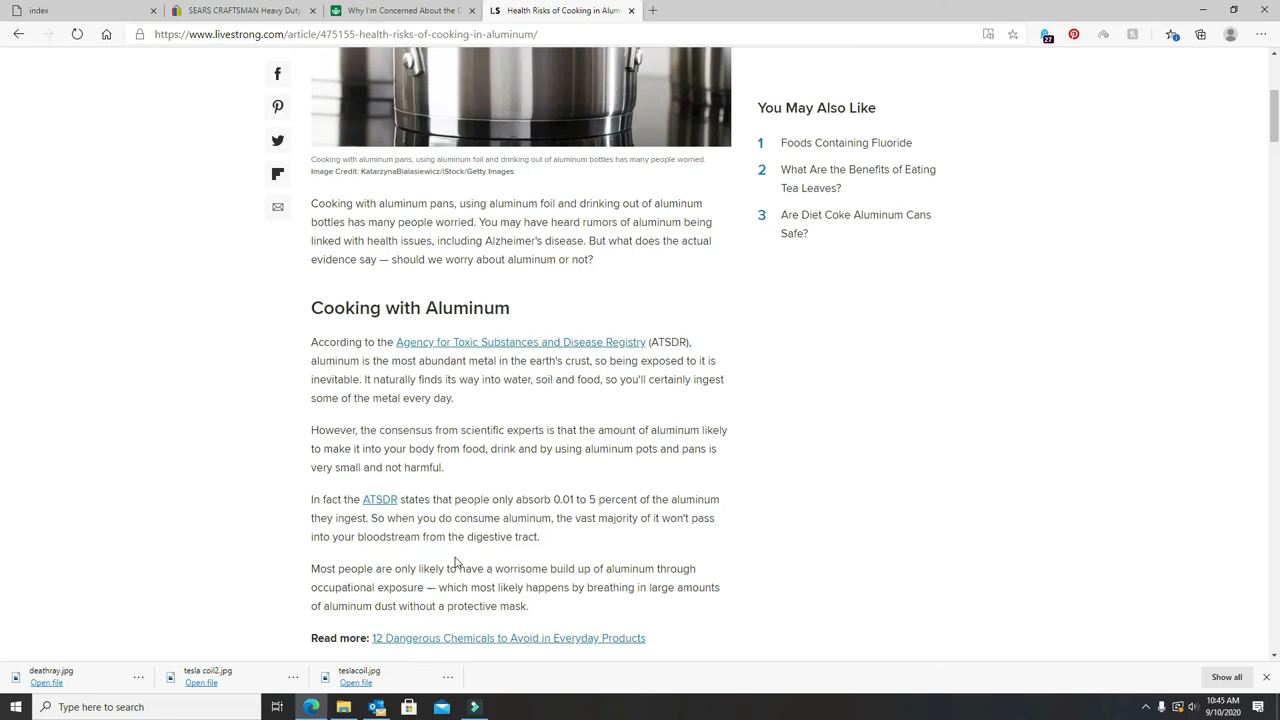 index
SEARS CRAFTSMAN Heavy Duty
Why I'm Concerned about the D
LS Health Risks of Cooking in Alum
https://www.livestrong.com/article/475155-health-risks-of-cooking-in-aluminum/
27
You May Also Like
1 Foods Containing Fluoride
2 What Are the Benefits of Eating
Tea Leaves?
3 Are Diet Coke Aluminum Cans
Safe?
Cooking with aluminum pans, using aluminum foil and drinking out of aluminum bottles has many people worried.
Image Credit: KatarzynaBialasiewicz/iStock/Getty Images
Cooking with aluminum pans, using aluminum foil and drinking out of aluminum
bottles has many people worried. You may have heard rumors of aluminum being
linked with health issues, including Alzheimer's disease. But what does the actual
evidence say — should we worry about aluminum or not?
Cooking with Aluminum
According to the Agency for Toxic Substances and Disease Registry (ATSDR),
aluminum is the most abundant metal in the earth's crust, so being exposed to it is
inevitable. It naturally finds its way into water, soil and food, so you'll certainly ingest
some of the metal every day.
However, the consensus from scientific experts is that the amount of aluminum likely
to make it into your body from food, drink and by using aluminum pots and pans is
very small and not harmful.
In fact the ATSDR states that people only absorb 0.01 to 5 percent of the aluminum
they ingest. So when you do consume aluminum, the vast majority of it won't pass
into your bloodstream from the digestive tract.
Most people are only likely to have a worrisome build up of aluminum through
occupational exposure — which most likely happens by breathing in large amounts
of aluminum dust without a protective mask.
Read more: 12 Dangerous Chemicals to Avoid in Everyday Products
deathray.jpg
Open file
tesla coil2.jpg
Open file
teslacoil.jpg
Open file
Show all
Type here to search
10:45 AM
9/10/2020